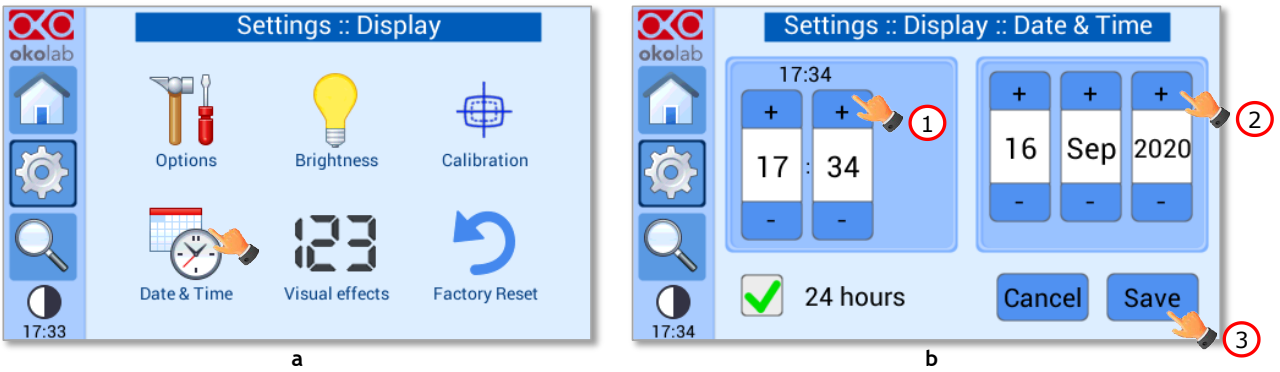 Settings :: Display
okolab
Options
Brightness
Calibration
123
Date & Time
Visual effects
Factory Reset
17:33
a
Settings :: Display :: Date & Time
okolab
17:34
+ +
17 : 34
- -
1
+ + +
16 Sep 2020
- - -
2
24 hours
Cancel
Save
17:34
3
b